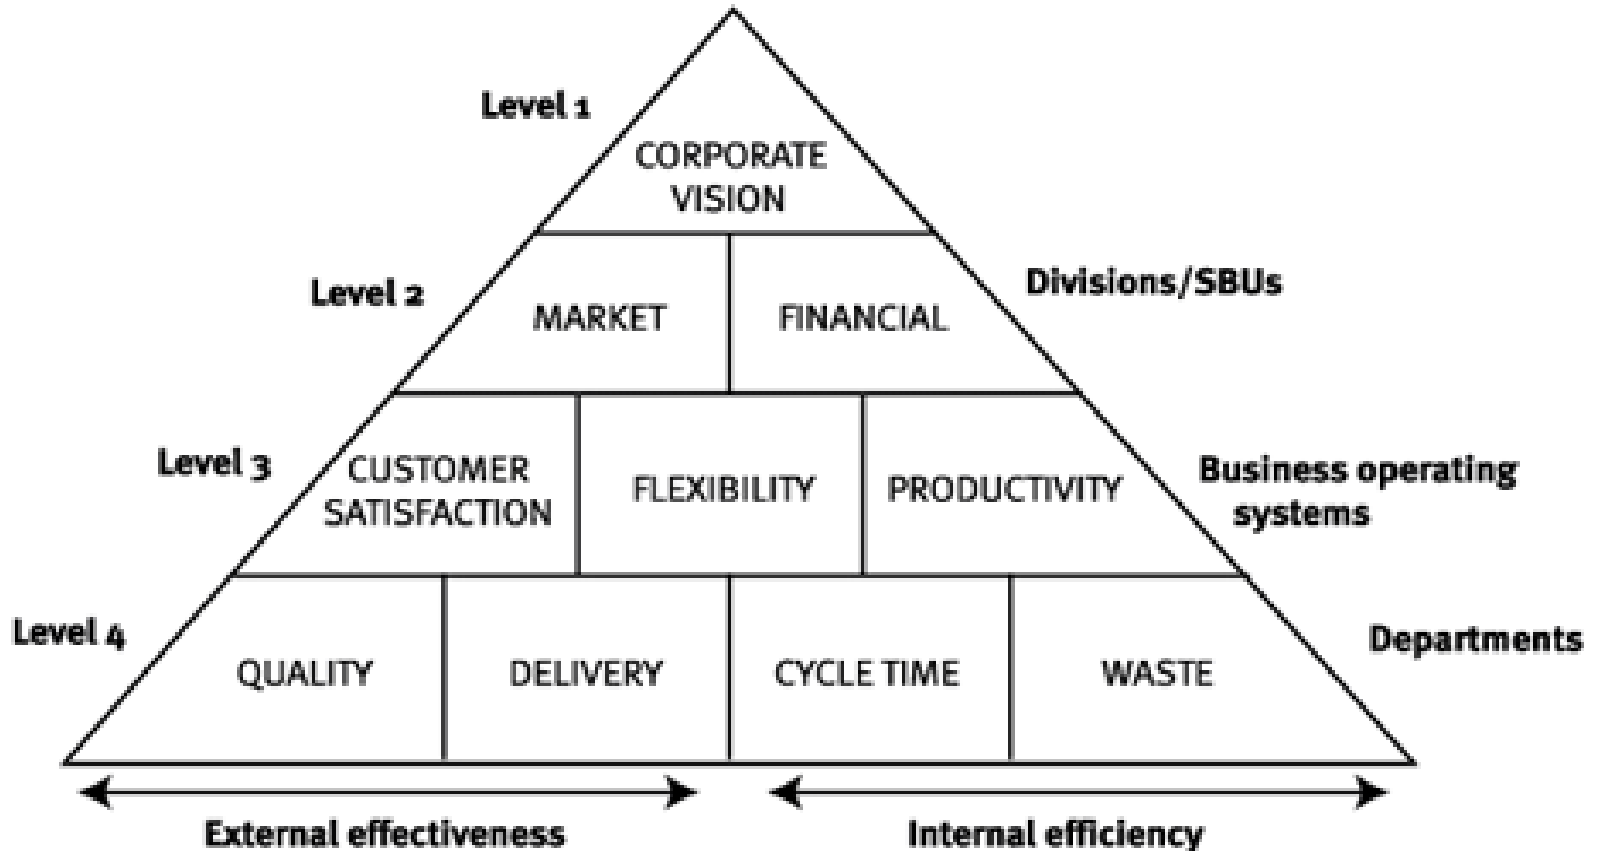 Level 1
CORPORATE
VISION
Level 2
MARKET
FINANCIAL
Divisions/SBUs
Level 3
CUSTOMER
SATISFACTION
FLEXIBILITY
PRODUCTIVITY
Business operating
systems
Level 4
QUALITY
DELIVERY
CYCLE TIME
WASTE
Departments
External effectiveness
Internal efficiency